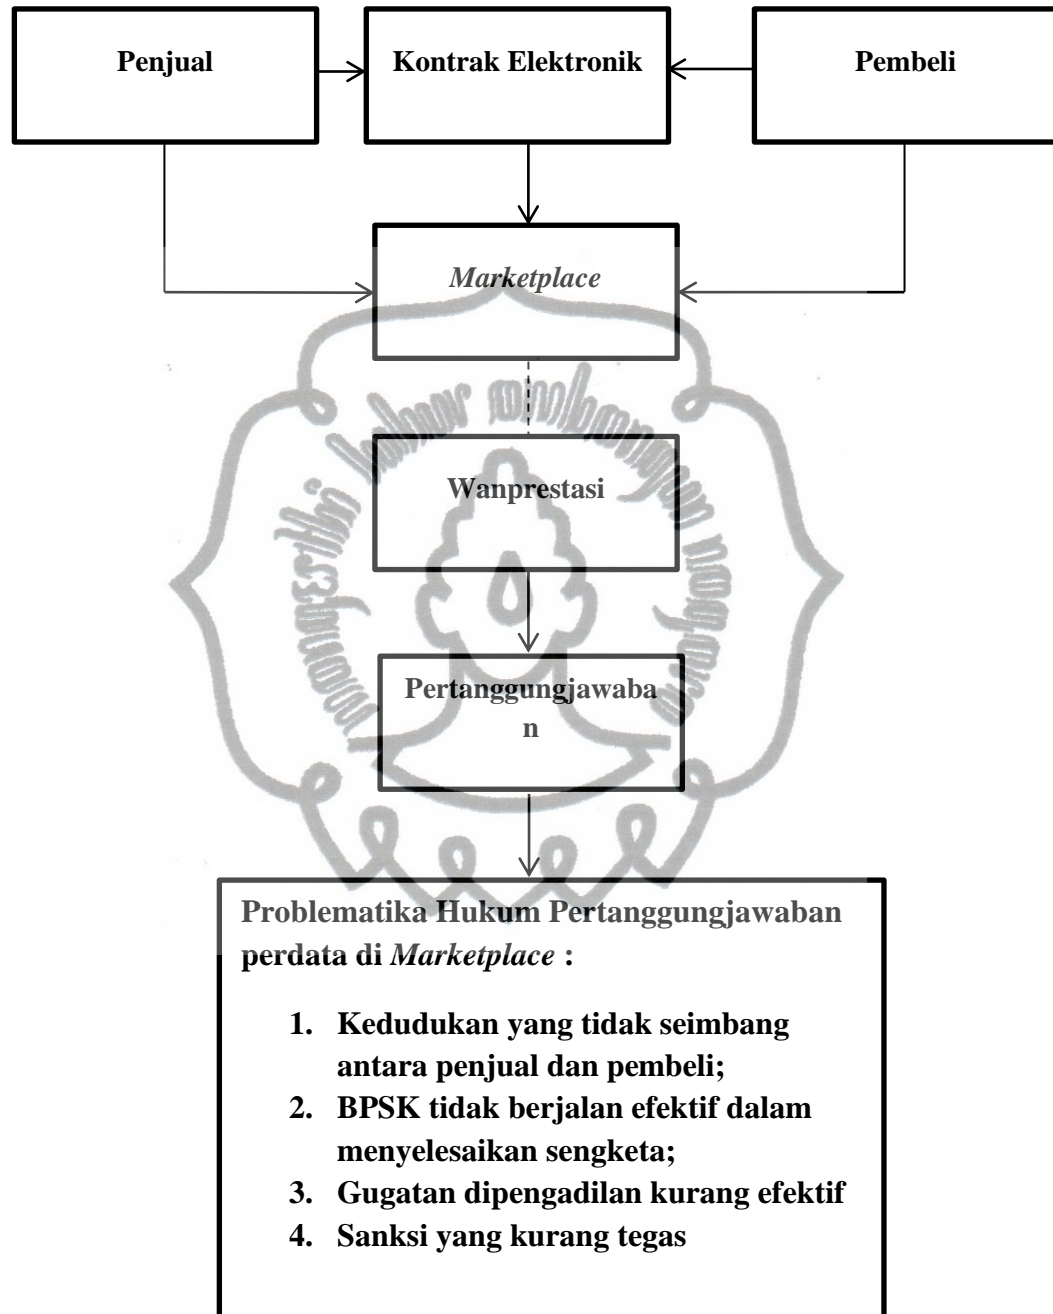 Penjual
Kontrak Elektronik
Pembeli
Marketplace
Wanprestasi
Pertanggungjawaba
n
Problematika Hukum Pertanggungjawaban
perdata di Marketplace :
1. Kedudukan yang tidak seimbang
antara penjual dan pembeli;
2. BPSK tidak berjalan efektif dalam
menyelesaikan sengketa;
3. Gugatan dipengadilan kurang efektif
4. Sanksi yang kurang tegas